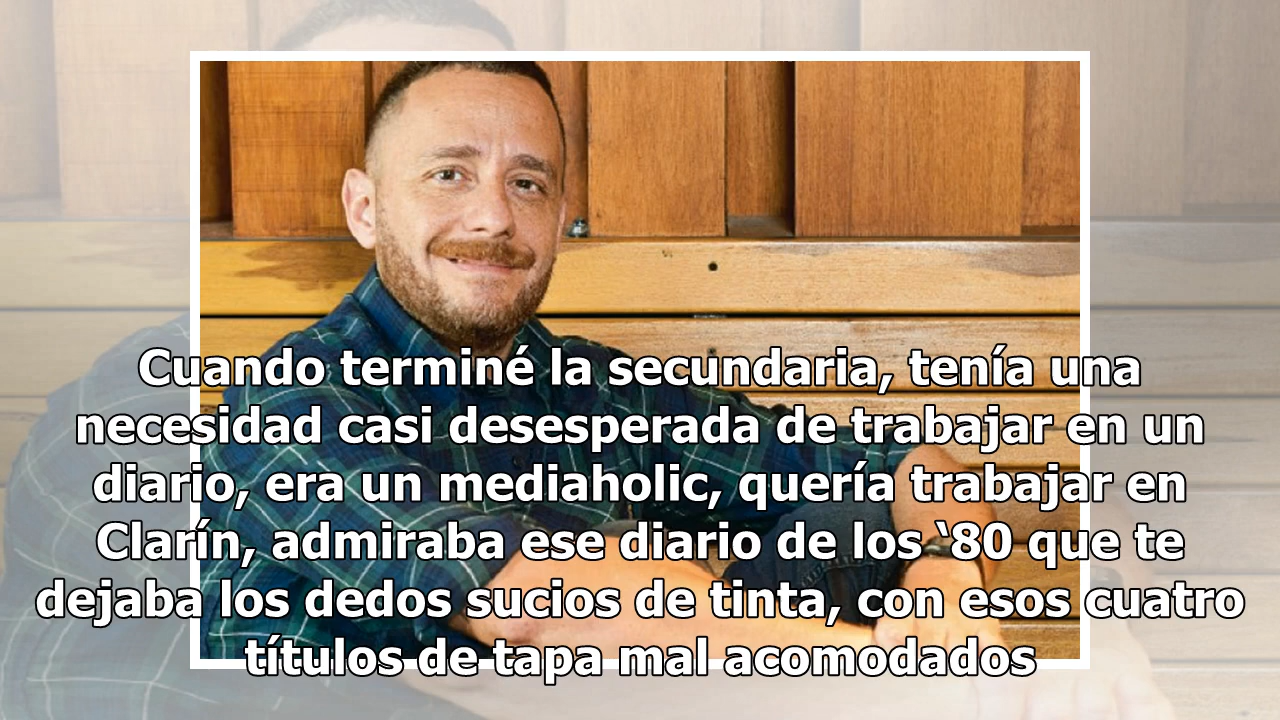 Cuando terminé la secundaria, tenía una
necesidad casi desesperada de trabajar en un
diario, era un mediaholic, quería trabajar en
Clarín, admiraba ese diario de los ‘80 que te
dejaba los dedos sucios de tinta, con esos cuatro
títulos de tapa mal acomodados